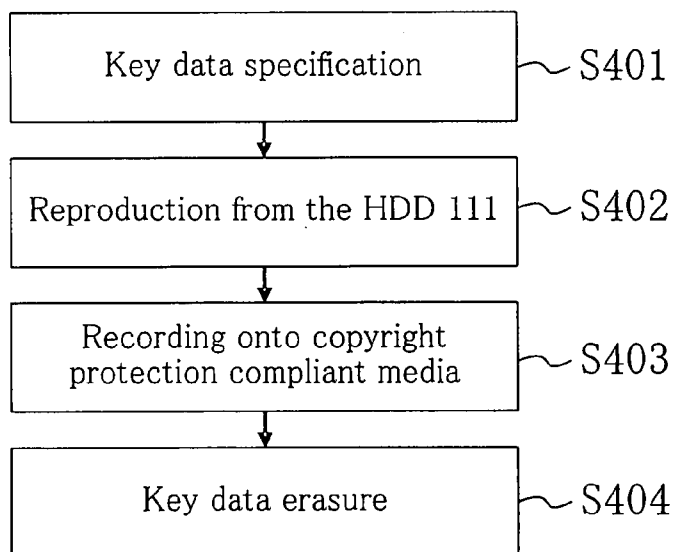 Key data specification
S401
Reproduction from the HDD 111
S402
Recording onto copyright
protection compliant media
S403
Key data erasure
S404